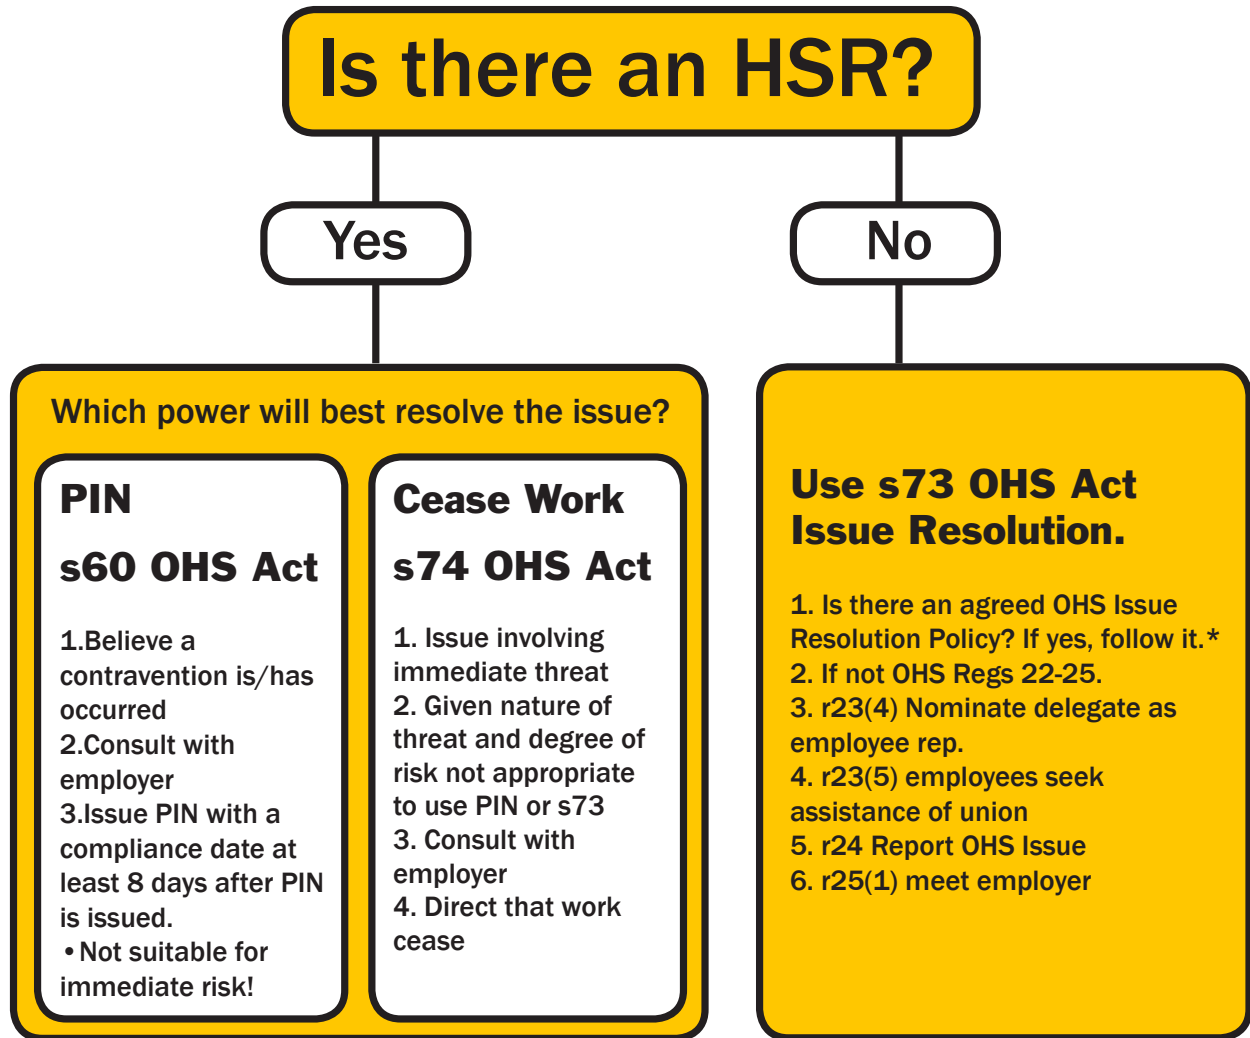 Is there an HSR?
Yes
No
Which power will best resolve the issue?
PIN
s60 OHS Act
1.Believe a
contravention is/has
occurred
2.Consult with
employer
3.Issue PIN with a
compliance date at
least 8 days after PIN
is issued.
•Not suitable for
immediate risk!
Cease Work
s74 OHS Act
1. Issue involving
immediate threat
2. Given nature of
threat and degree of
risk not appropriate
to use PIN or s73
3. Consult with
employer
4. Direct that work
cease
Use s73 OHS Act
Issue Resolution.
1. Is there an agreed OHS Issue
Resolution Policy? If yes, follow it.*
2. If not OHS Regs 22-25.
3. r23(4) Nominate delegate as
employee rep.
4. r23(5) employees seek
assistance of union
5. r24 Report OHS Issue
6. r25(1) meet employer